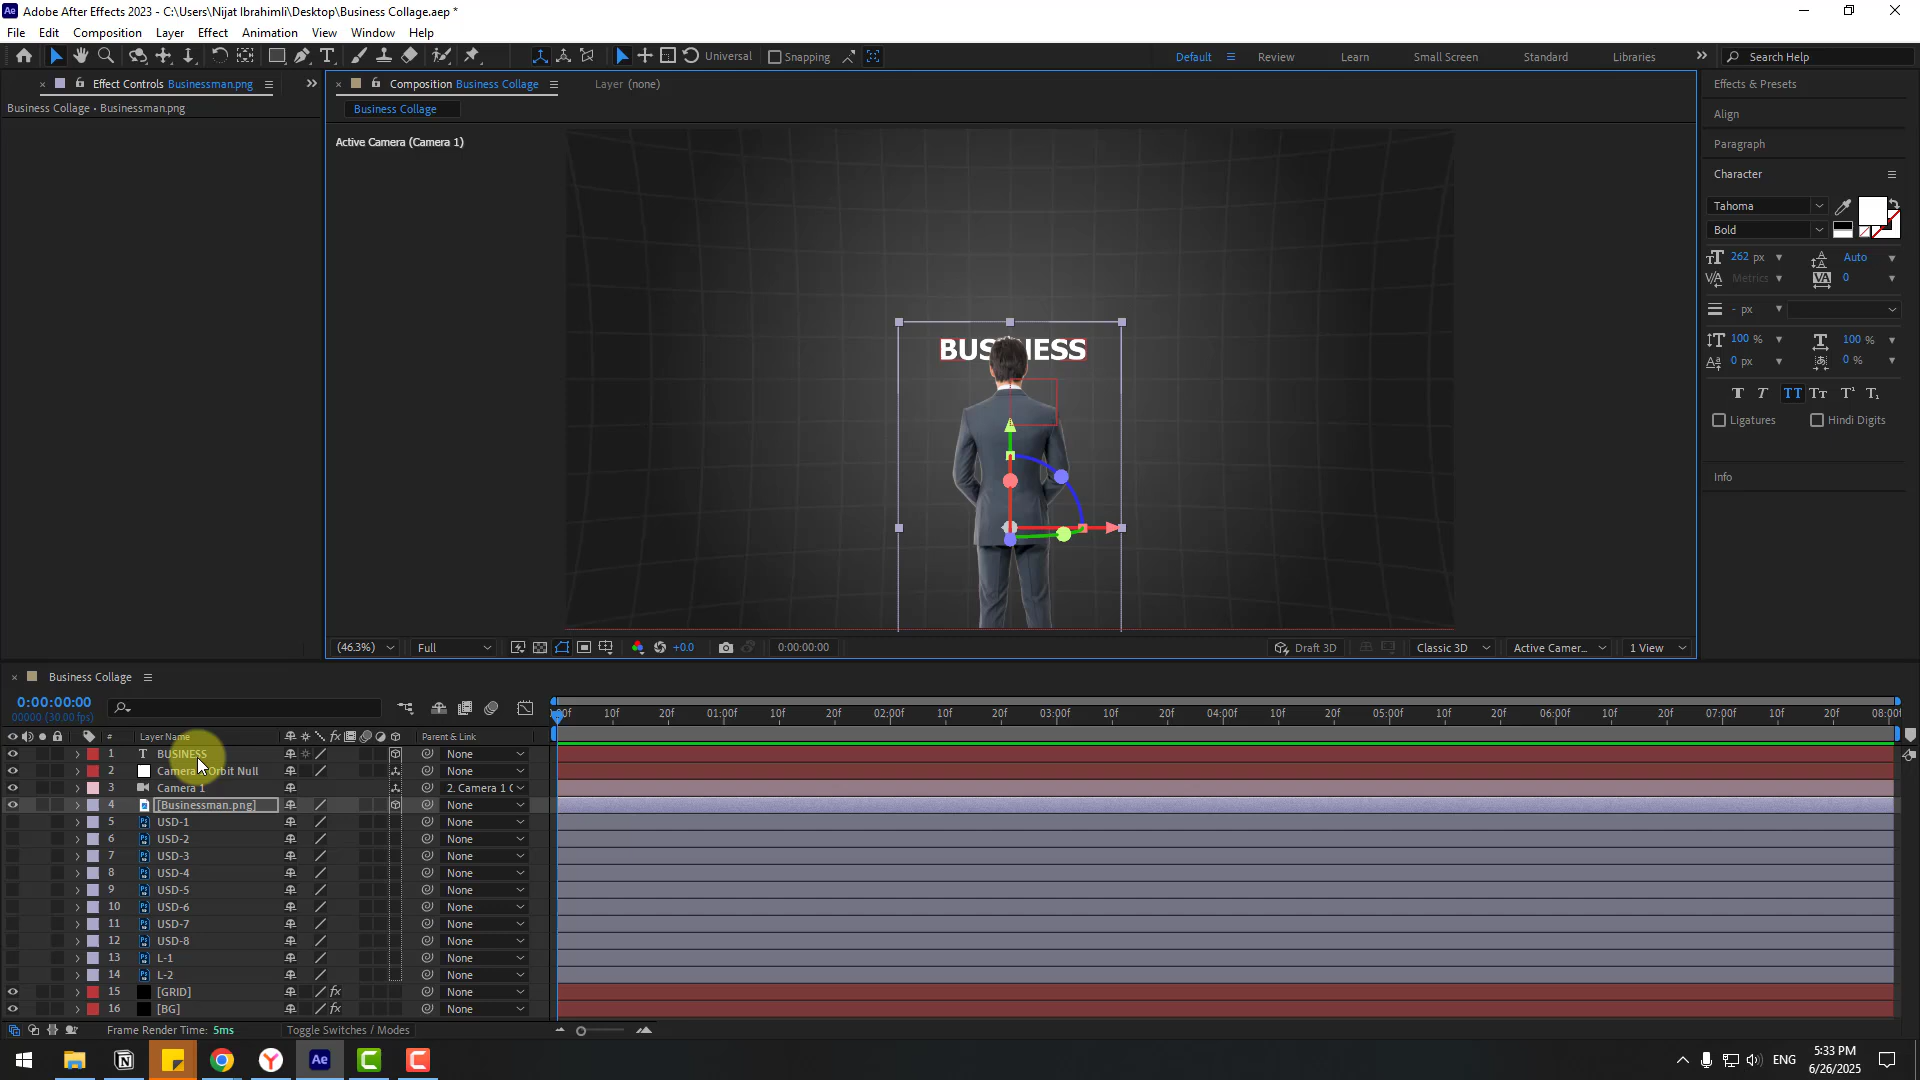 Adobe After Effects 2023 - C:\Users\Nijat Ibrahimli\Desktop\Business Collage.aep *
File Edit Composition Layer Effect Animation View Window Help
Universal Snapping Default Review Learn Small Screen Standard Libraries Search Help
Effect Controls Businessman.png
Business Collage • Businessman.png
Composition Business Collage
Layer (none)
Business Collage
Active Camera (Camera 1)
BUSINESS
(46.3%) Full +0.0 0:00:00:00 Draft 3D Classic 3D Active Camer... 1 View
Effects & Presets
Align
Paragraph
Character
Tahoma
Bold
262 px Auto
Metrics 0
- px
100 % 100 %
0 px 0 %
Ligatures Hindi Digits
Info
Business Collage
0:00:00:00
00000 (30.00 fps)
10f 20f 01:00f 10f 20f 02:00f 10f 20f 03:00f 10f 20f 04:00f 10f 20f 05:00f 10f 20f 06:00f 10f 20f 07:00f 10f 20f 08:00f
# Layer Name Parent & Link
1 BUSINESS None
2 Camera 1 Orbit Null None
3 Camera 1 2. Camera 1 O
4 [Businessman.png] None
5 USD-1 None
6 USD-2 None
7 USD-3 None
8 USD-4 None
9 USD-5 None
10 USD-6 None
11 USD-7 None
12 USD-8 None
13 L-1 None
14 L-2 None
15 [GRID] None
16 [BG] None
Frame Render Time: 5ms Toggle Switches / Modes
ENG
5:33 PM
6/26/2025